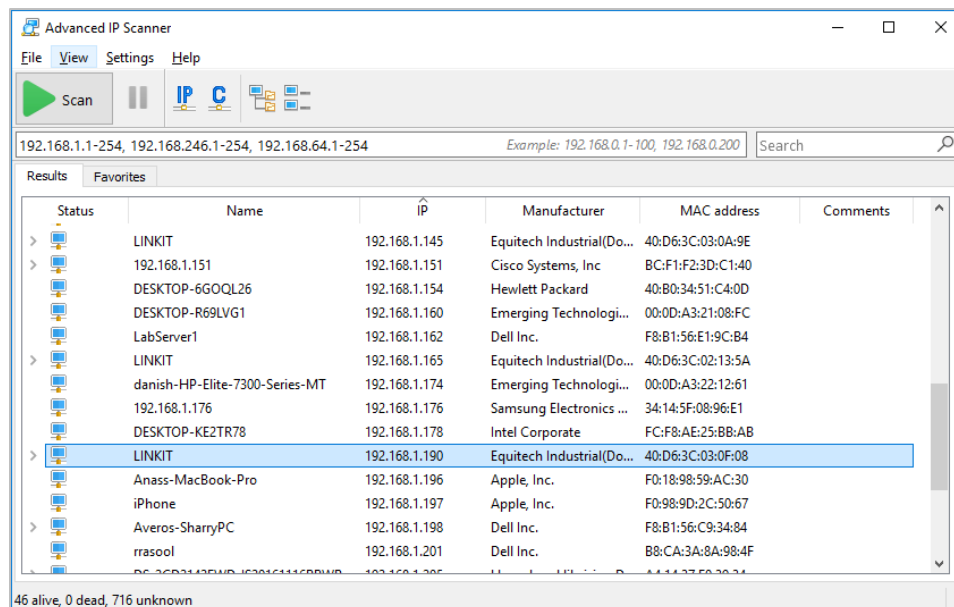 Advanced IP Scanner
File View Settings Help
Scan IP C
192.168.1.1-254, 192.168.246.1-254, 192.168.64.1-254 Example: 192.168.0.1-100, 192.168.0.200 Search
Results Favorites
Status Name IP Manufacturer MAC address Comments
LINKIT 192.168.1.145 Equitech Industrial(Do... 40:D6:3C:03:0A:9E
192.168.1.151 192.168.1.151 Cisco Systems, Inc BC:F1:F2:3D:C1:40
DESKTOP-6GOQL26 192.168.1.154 Hewlett Packard 40:B0:34:51:C4:0D
DESKTOP-R69LVG1 192.168.1.160 Emerging Technologi... 00:0D:A3:21:08:FC
LabServer1 192.168.1.162 Dell Inc. F8:B1:56:E1:9C:B4
LINKIT 192.168.1.165 Equitech Industrial(Do... 40:D6:3C:02:13:5A
danish-HP-Elite-7300-Series-MT 192.168.1.174 Emerging Technologi... 00:0D:A3:22:12:61
192.168.1.176 192.168.1.176 Samsung Electronics ... 34:14:5F:08:96:E1
DESKTOP-KE2TR78 192.168.1.178 Intel Corporate FC:F8:AE:25:BB:AB
LINKIT 192.168.1.190 Equitech Industrial(Do... 40:D6:3C:03:0F:08
Anass-MacBook-Pro 192.168.1.196 Apple, Inc. F0:18:98:59:AC:30
iPhone 192.168.1.197 Apple, Inc. F0:98:9D:2C:50:67
Averos-SharryPC 192.168.1.198 Dell Inc. F8:B1:56:C9:34:84
rrasool 192.168.1.201 Dell Inc. B8:CA:3A:8A:98:4F
46 alive, 0 dead, 716 unknown